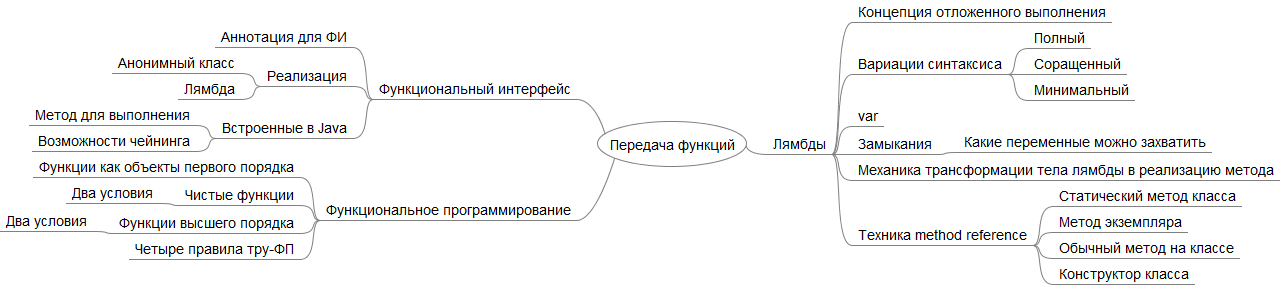 Передача функций
Функциональный интерфейс
Аннотация для ФИ
Реализация
Анонимный класс
Лямбда
Встроенные в Java
Метод для выполнения
Возможности чейнинга
Функциональное программирование
Функции как объекты первого порядка
Чистые функции
Два условия
Функции высшего порядка
Два условия
Четыре правила тру-ФП
Лямбды
Концепция отложенного выполнения
Вариации синтаксиса
Полный
Соращенный
Минимальный
var
Замыкания
Какие переменные можно захватить
Механика трансформации тела лямбды в реализацию метода
Техника method reference
Статический метод класса
Метод экземпляра
Обычный метод на классе
Конструктор класса